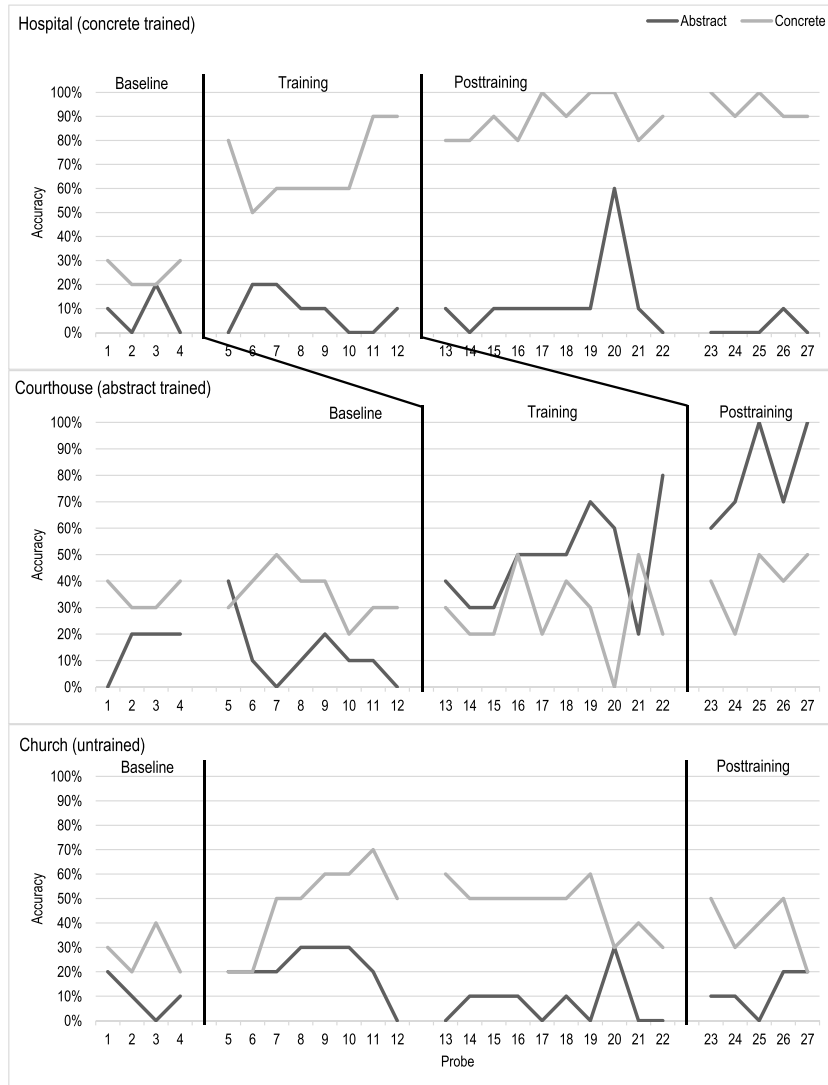 Hospital (concrete trained)
Abstract Concrete
Baseline Training Posttraining
100%
90%
80%
70%
60%
50%
40%
30%
20%
10%
0%
Accuracy
1 2 3 4 5 6 7 8 9 10 11 12 13 14 15 16 17 18 19 20 21 22 23 24 25 26 27
Courthouse (abstract trained)
Baseline Training Posttraining
100%
90%
80%
70%
60%
50%
40%
30%
20%
10%
0%
Accuracy
1 2 3 4 5 6 7 8 9 10 11 12 13 14 15 16 17 18 19 20 21 22 23 24 25 26 27
Church (untrained)
Baseline Posttraining
100%
90%
80%
70%
60%
50%
40%
30%
20%
10%
0%
Accuracy
1 2 3 4 5 6 7 8 9 10 11 12 13 14 15 16 17 18 19 20 21 22 23 24 25 26 27
Probe